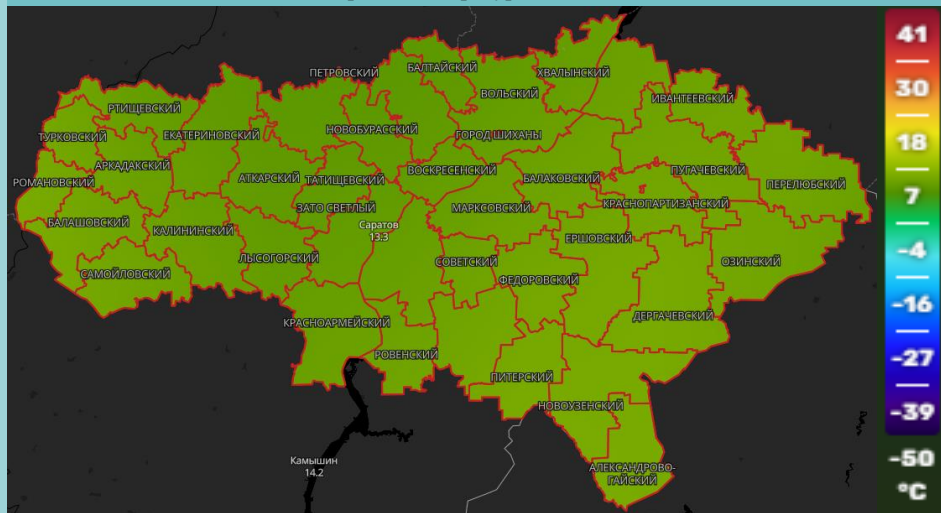 ПЕТРОВСКИЙ
БАЛТАЙСКИЙ
ХВАЛЫНСКИЙ
ВОЛЬСКИЙ
ИВАНТЕЕВСКИЙ
РТИЩЕВСКИЙ
ТУРКОВСКИЙ
ЕКАТЕРИНОВСКИЙ
НОВОБУРАССКИЙ
ГОРОД ШИХАНЫ
АРКАДАКСКИЙ
ВОСКРЕСЕНСКИЙ
ПУГАЧЕВСКИЙ
РОМАНОВСКИЙ
АТКАРСКИЙ
ТАТИЩЕВСКИЙ
БАЛАКОВСКИЙ
ПЕРЕЛЮБСКИЙ
ЗАТО СВЕТЛЫЙ
МАРКСОВСКИЙ
КРАСНОПАРТИЗАНСКИЙ
БАЛАШОВСКИЙ
КАЛИНИНСКИЙ
Саратов
13.3
ЕРШОВСКИЙ
ЛЫСОГОРСКИЙ
СОВЕТСКИЙ
ОЗИНСКИЙ
САМОЙЛОВСКИЙ
ФЕДОРОВСКИЙ
КРАСНОАРМЕЙСКИЙ
ДЕРГАЧЕВСКИЙ
РОВЕНСКИЙ
ПИТЕРСКИЙ
НОВОУЗЕНСКИЙ
Камышин
14.2
АЛЕКСАНДРОВО-
ГАЙСКИЙ
41
30
18
7
-4
-16
-27
-39
-50
°C